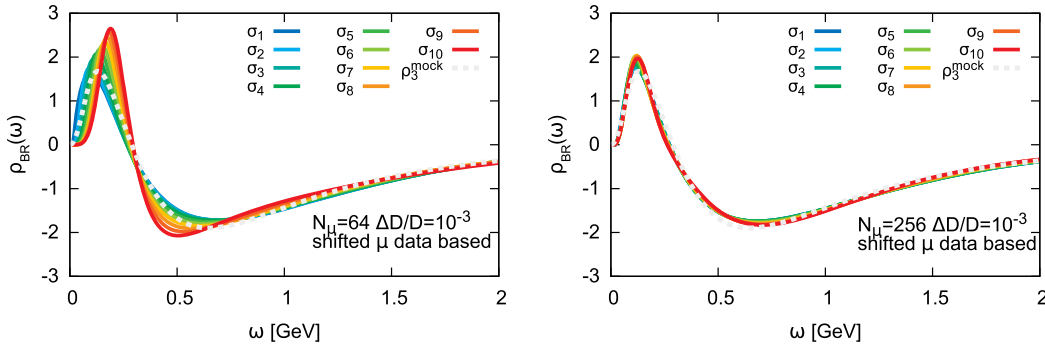 3
2
1
0
-1
-2
-3
ρBR(ω)
σ1
σ2
σ3
σ4
σ5
σ6
σ7
σ8
σ9
σ10
ρ3mock
Nμ=64 ΔD/D=10-3
shifted μ data based
0
0.5
1
1.5
2
ω [GeV]
3
2
1
0
-1
-2
-3
ρBR(ω)
σ1
σ2
σ3
σ4
σ5
σ6
σ7
σ8
σ9
σ10
ρ3mock
Nμ=256 ΔD/D=10-3
shifted μ data based
0
0.5
1
1.5
2
ω [GeV]